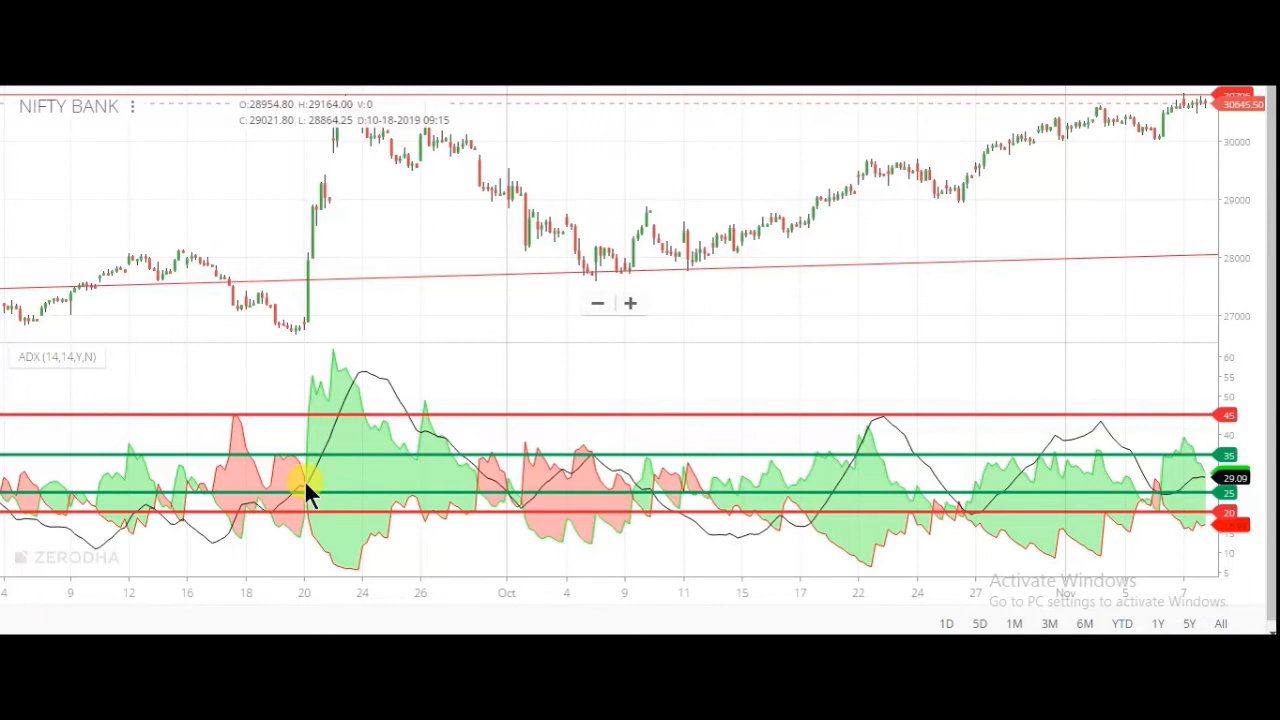 NIFTY BANK
O:28954.80 H:29164.00 V:0
C:29021.80 L: 28864.25 D:10-18-2019 09:15
30645.50
30000
29000
28000
27000
ADX (14,14,Y,N)
60
55
50
45
40
35
29.09
25
20
10
5
ZERODHA
4 9 12 16 18 20 24 26 Oct 4 9 11 15 17 22 24 27 Nov 5 7
Activate Windows
Go to PC settings to activate Windows.
1D 5D 1M 3M 6M YTD 1Y 5Y All